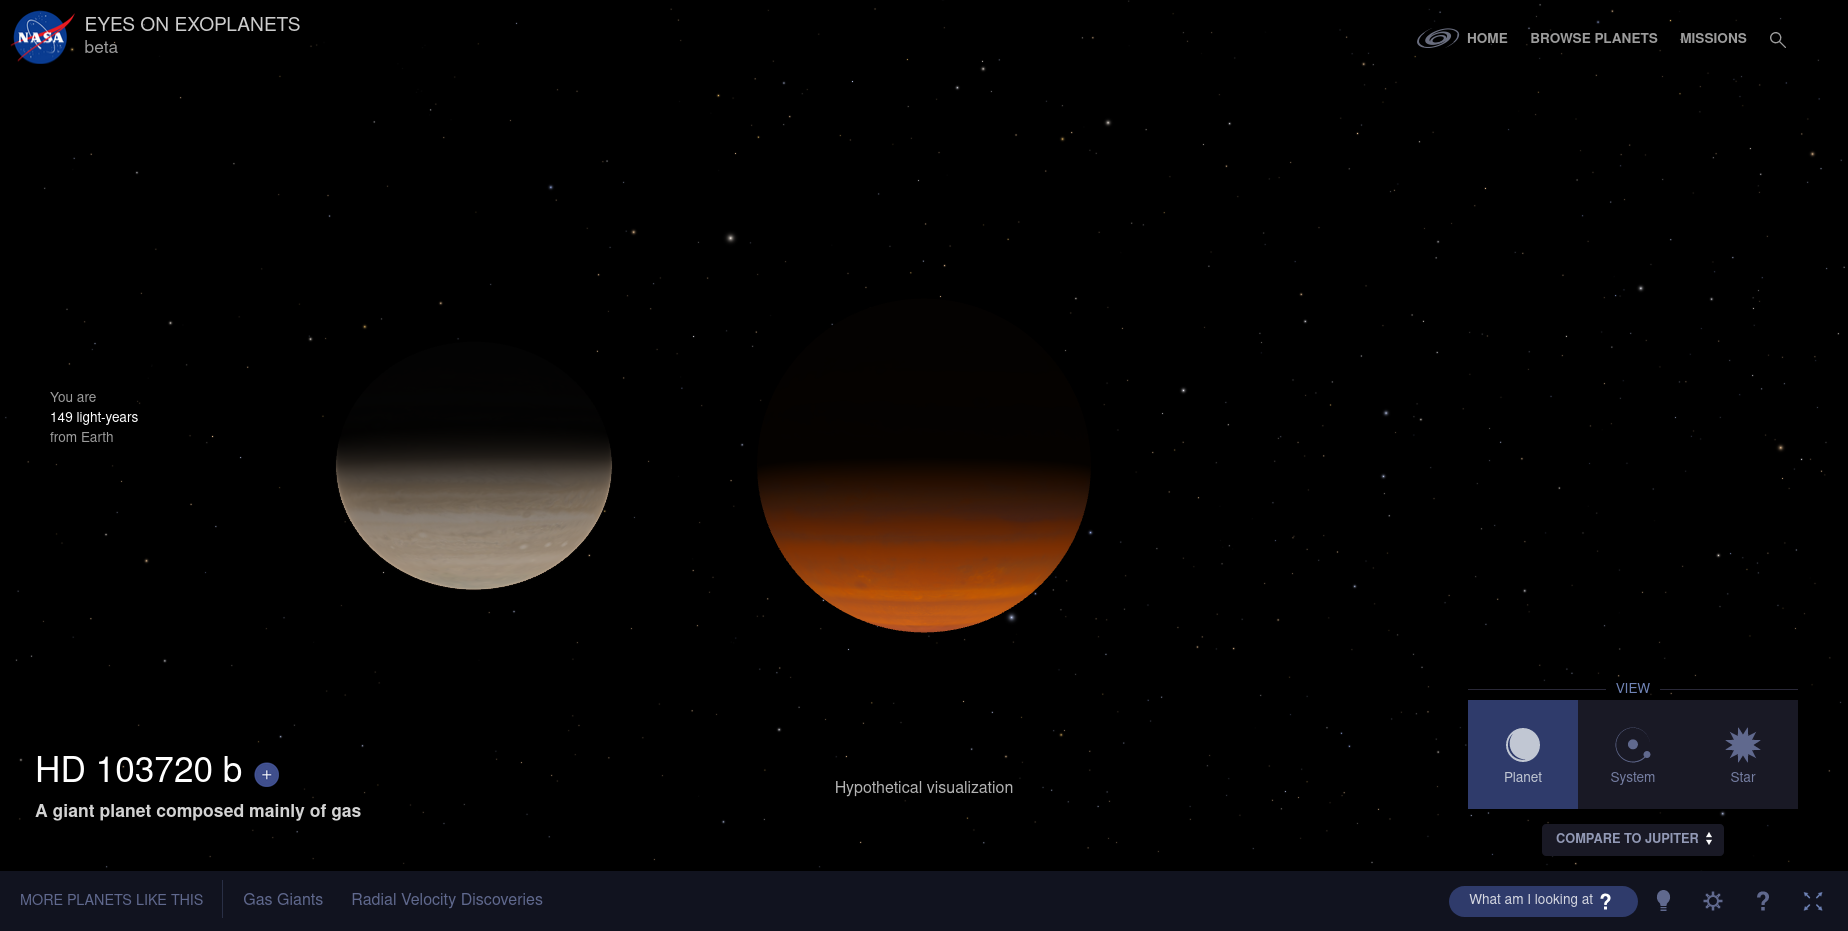 NASA
EYES ON EXOPLANETS
beta
HOME
BROWSE PLANETS
MISSIONS
You are
149 light-years
from Earth
HD 103720 b
+
A giant planet composed mainly of gas
Hypothetical visualization
VIEW
Planet
System
Star
COMPARE TO JUPITER
MORE PLANETS LIKE THIS
Gas Giants
Radial Velocity Discoveries
What am I looking at ?
?